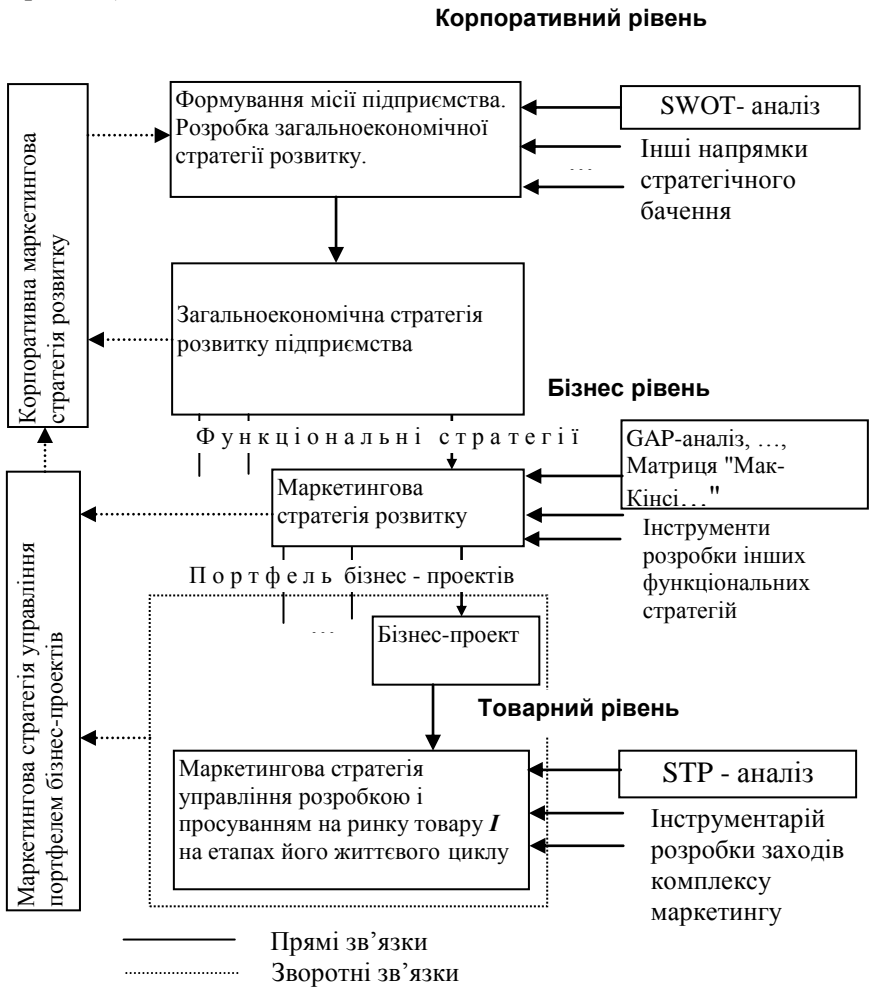 Корпоративний рівень
Формування місії підприємства.
Розробка загальноекономічної
стратегії розвитку.
SWOT- аналіз
Інші напрямки
стратегічного
бачення
…
Корпоративна маркетингова
стратегія розвитку
Загальноекономічна стратегія
розвитку підприємства
Бізнес рівень
Функціональні стратегії
GAP-аналіз, …,
Матриця "Мак-
Кінсі…"
Маркетингова
стратегія розвитку
Інструменти
розробки інших
функціональних
стратегій
Портфель бізнес - проектів
…
Бізнес-проект
Маркетингова стратегія управління
портфелем бізнес-проектів
Товарний рівень
Маркетингова стратегія
управління розробкою і
просуванням на ринку товару I
на етапах його життєвого циклу
STP - аналіз
Інструментарій
розробки заходів
комплексу
маркетингу
Прямі зв’язки
Зворотні зв’язки